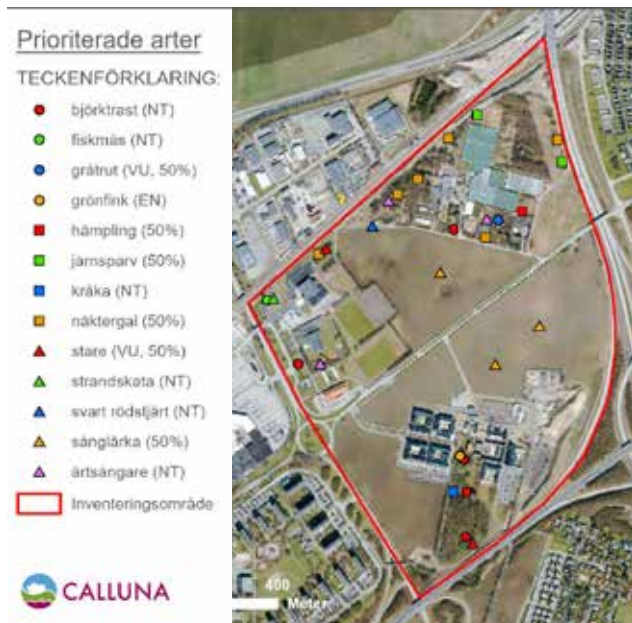 Prioriterade arter
TECKENFÖRKLARING:
björktrast (NT)
fiskmås (NT)
gråtrut (VU, 50%)
grönfink (EN)
hämpling (50%)
järnsparv (50%)
kråka (NT)
näktergal (50%)
stare (VU, 50%)
strandskata (NT)
svart rödstjärt (NT)
sånglärka (50%)
ärtsångare (NT)
Inventeringsområde
CALLUNA
400
Meter